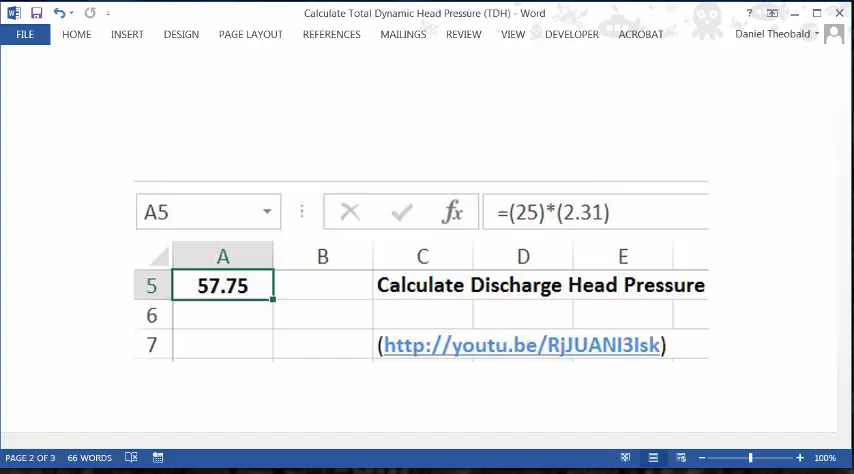 Calculate Total Dynamic Head Pressure (TDH) - Word
?
FILE HOME INSERT DESIGN PAGE LAYOUT REFERENCES MAILINGS REVIEW VIEW DEVELOPER ACROBAT Daniel Theobald
A5 fx =(25)*(2.31)
A B C D E
5 57.75 Calculate Discharge Head Pressure
6
7 (http://youtu.be/RjJUANI3Isk)
PAGE 2 OF 3 66 WORDS 100%